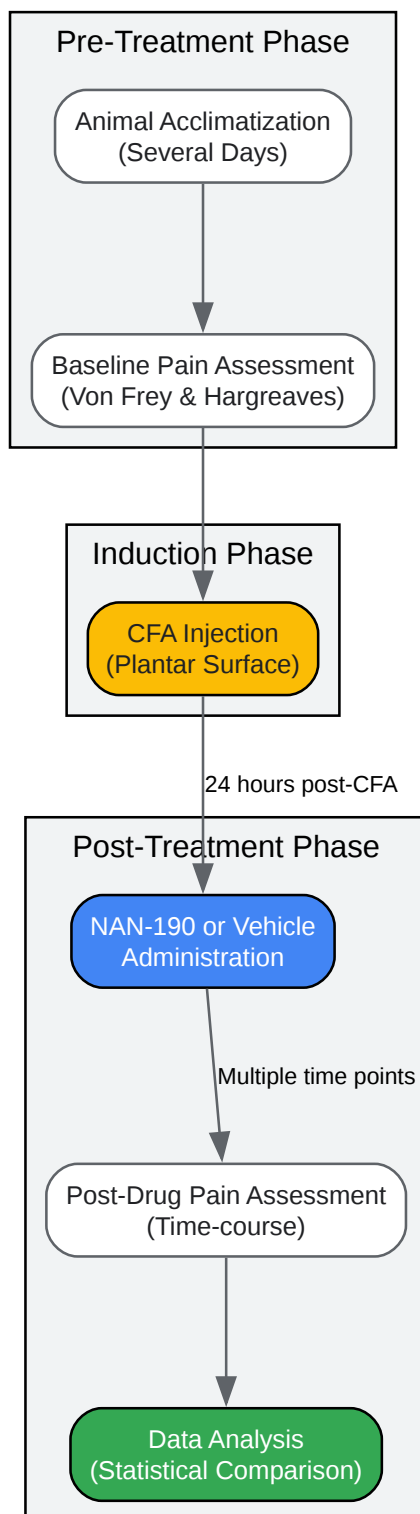 Pre-Treatment Phase
Animal Acclimatization
(Several Days)
Baseline Pain Assessment
(Von Frey & Hargreaves)
Induction Phase
CFA Injection
(Plantar Surface)
24 hours post-CFA
Post-Treatment Phase
NAN-190 or Vehicle
Administration
Multiple time points
Post-Drug Pain Assessment
(Time-course)
Data Analysis
(Statistical Comparison)